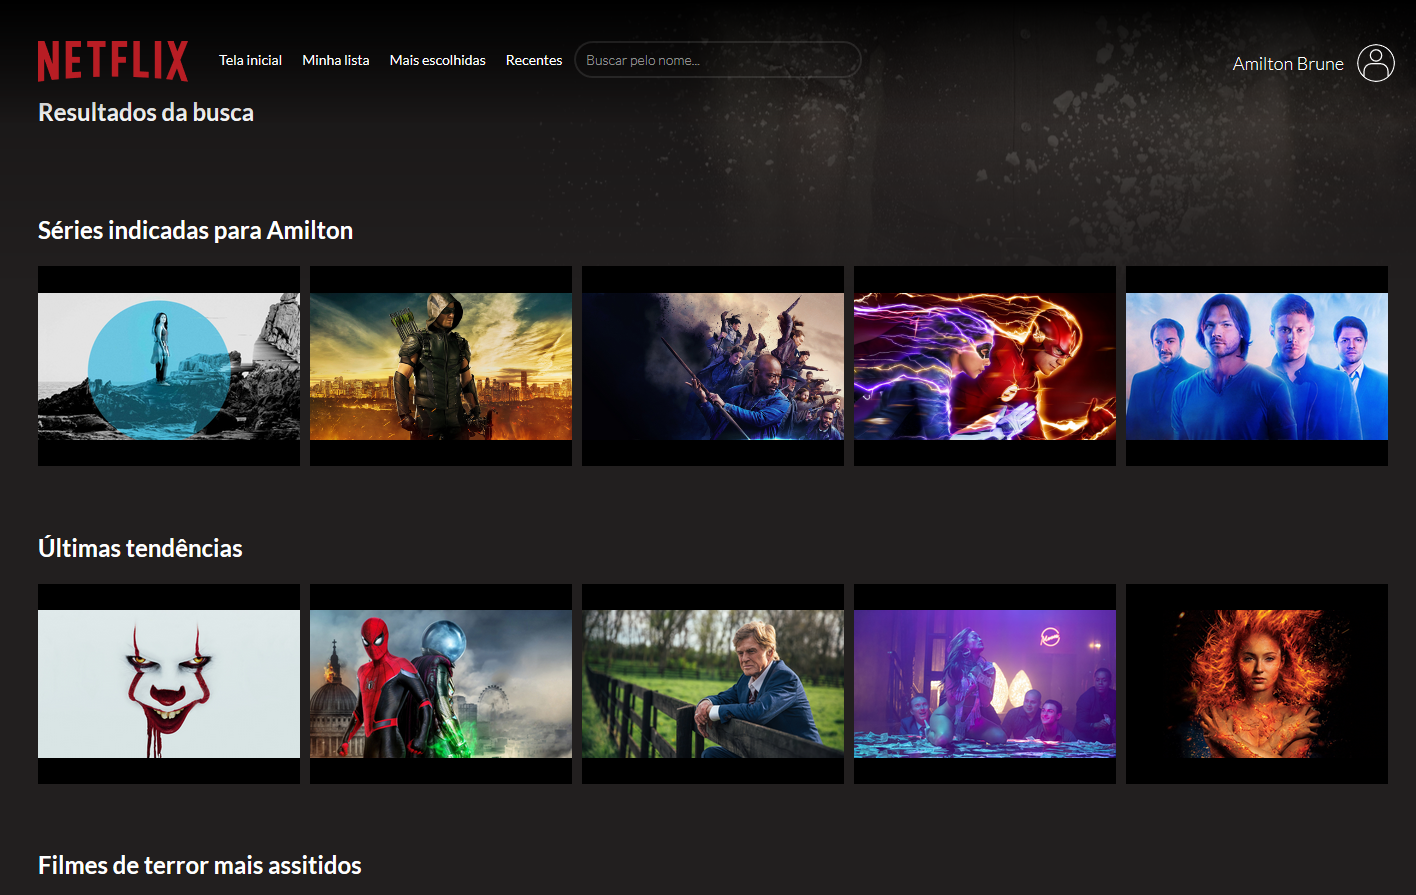 NETFLIX
Tela inicial
Minha lista
Mais escolhidas
Recentes
Buscar pelo nome...
Amilton Brune
Resultados da busca
Séries indicadas para Amilton
Últimas tendências
Filmes de terror mais assitidos